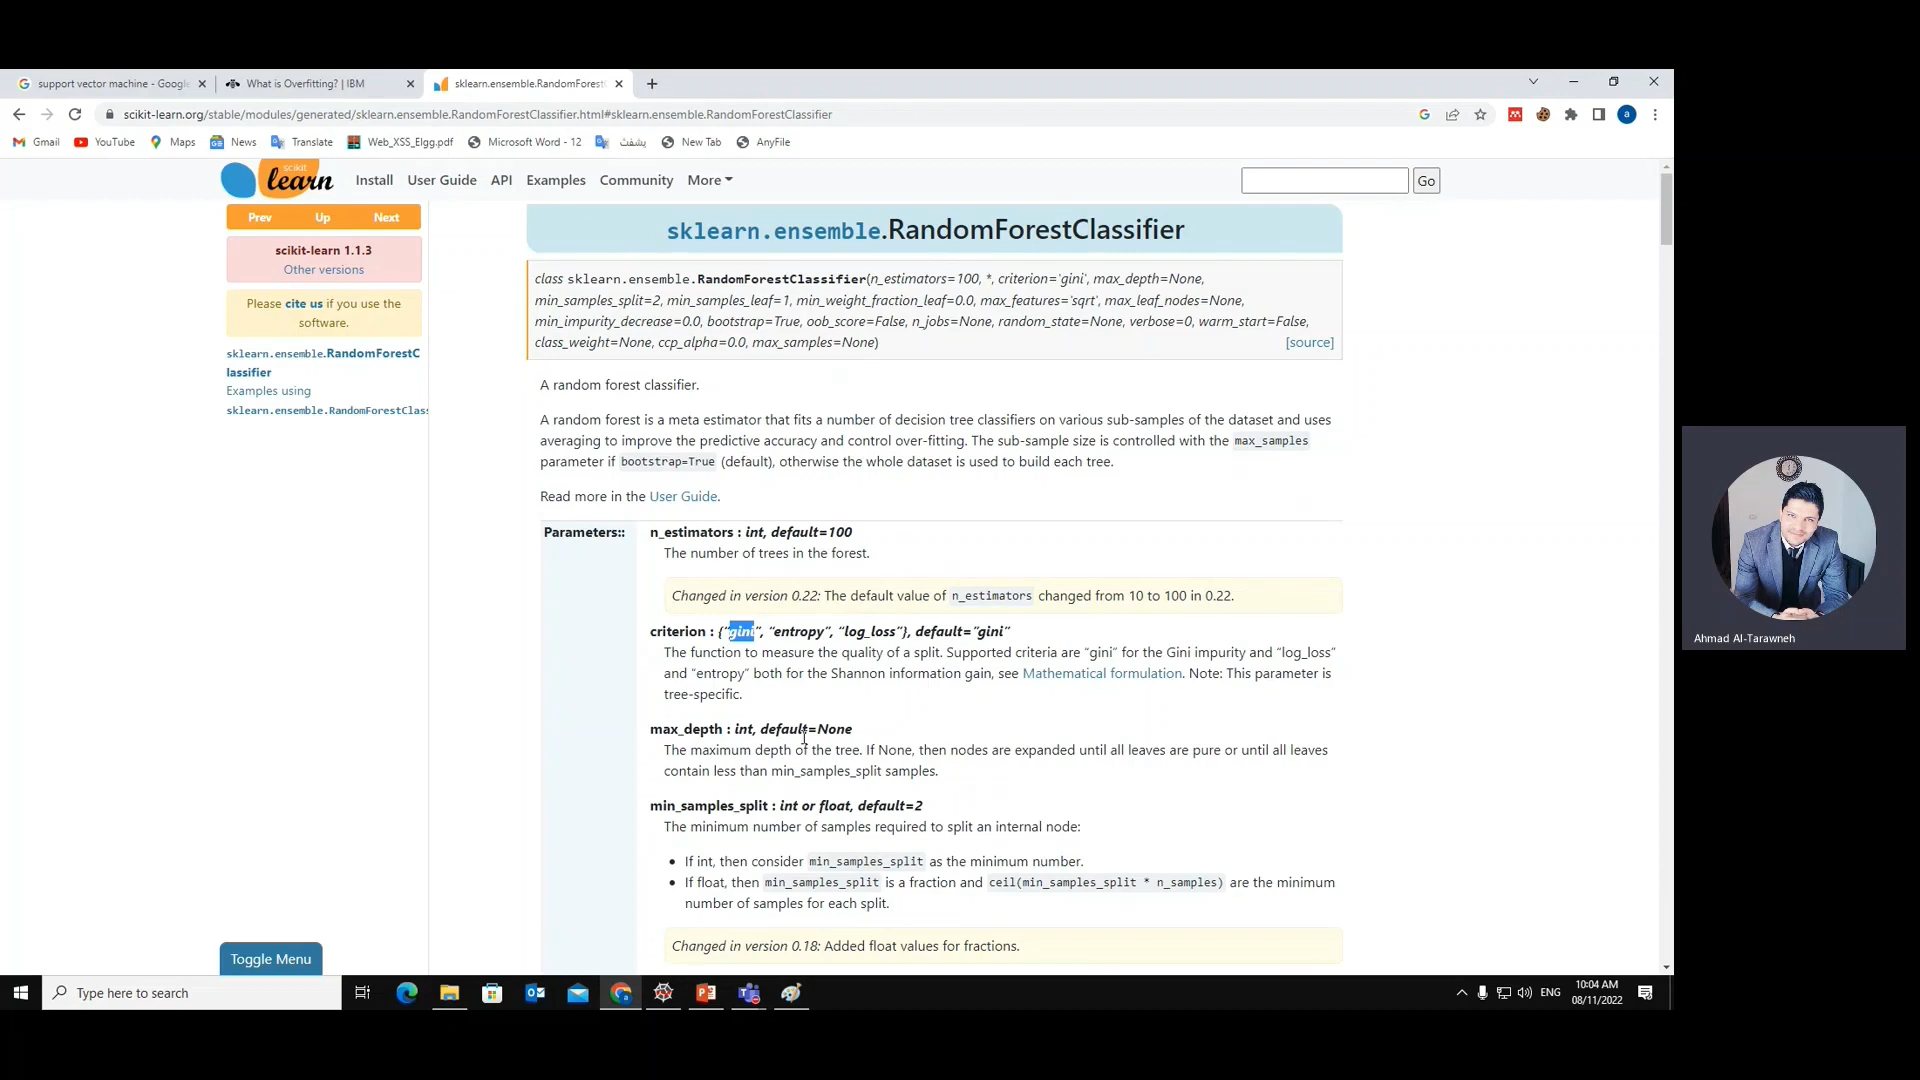 support vector machine - Google
What is Overfitting? | IBM
sklearn.ensemble.RandomForest
scikit-learn.org/stable/modules/generated/sklearn.ensemble.RandomForestClassifier.html#sklearn.ensemble.RandomForestClassifier
Gmail
YouTube
Maps
News
Translate
Web_XSS_Elgg.pdf
Microsoft Word - 12
يشفت
New Tab
AnyFile
scikit
learn
Install
User Guide
API
Examples
Community
More
Go
Prev
Up
Next
scikit-learn 1.1.3
Other versions
Please cite us if you use the
software.
sklearn.ensemble.RandomForestC
lassifier
Examples using
sklearn.ensemble.RandomForestClass
sklearn.ensemble.RandomForestClassifier
class sklearn.ensemble.RandomForestClassifier(n_estimators=100, *, criterion='gini', max_depth=None,
min_samples_split=2, min_samples_leaf=1, min_weight_fraction_leaf=0.0, max_features='sqrt', max_leaf_nodes=None,
min_impurity_decrease=0.0, bootstrap=True, oob_score=False, n_jobs=None, random_state=None, verbose=0, warm_start=False,
class_weight=None, ccp_alpha=0.0, max_samples=None)
[source]
A random forest classifier.
A random forest is a meta estimator that fits a number of decision tree classifiers on various sub-samples of the dataset and uses
averaging to improve the predictive accuracy and control over-fitting. The sub-sample size is controlled with the max_samples
parameter if bootstrap=True (default), otherwise the whole dataset is used to build each tree.
Read more in the User Guide.
Parameters::
n_estimators : int, default=100
The number of trees in the forest.
Changed in version 0.22: The default value of n_estimators changed from 10 to 100 in 0.22.
criterion : {“gini”, “entropy”, “log_loss”}, default=”gini”
The function to measure the quality of a split. Supported criteria are “gini” for the Gini impurity and “log_loss”
and “entropy” both for the Shannon information gain, see Mathematical formulation. Note: This parameter is
tree-specific.
max_depth : int, default=None
The maximum depth of the tree. If None, then nodes are expanded until all leaves are pure or until all leaves
contain less than min_samples_split samples.
min_samples_split : int or float, default=2
The minimum number of samples required to split an internal node:
• If int, then consider min_samples_split as the minimum number.
• If float, then min_samples_split is a fraction and ceil(min_samples_split * n_samples) are the minimum
number of samples for each split.
Changed in version 0.18: Added float values for fractions.
Toggle Menu
Ahmad Al-Tarawneh
Type here to search
ENG
10:04 AM
08/11/2022